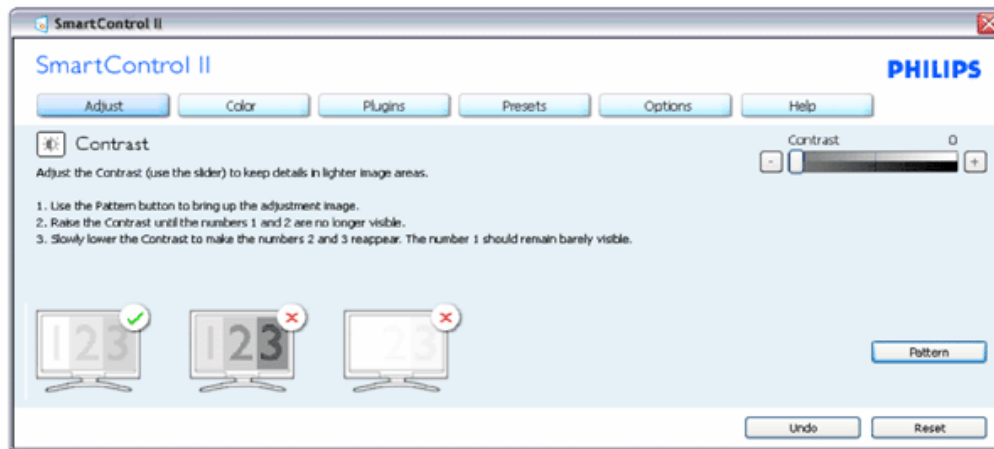 SmartControl II
SmartControl II
PHILIPS
Adjust Color Plugins Presets Options Help
Contrast
Contrast 0
- +
Adjust the Contrast (use the slider) to keep details in lighter image areas.
1. Use the Pattern button to bring up the adjustment image.
2. Raise the Contrast until the numbers 1 and 2 are no longer visible.
3. Slowly lower the Contrast to make the numbers 2 and 3 reappear. The number 1 should remain barely visible.
123 123 23
Pattern
Undo Reset